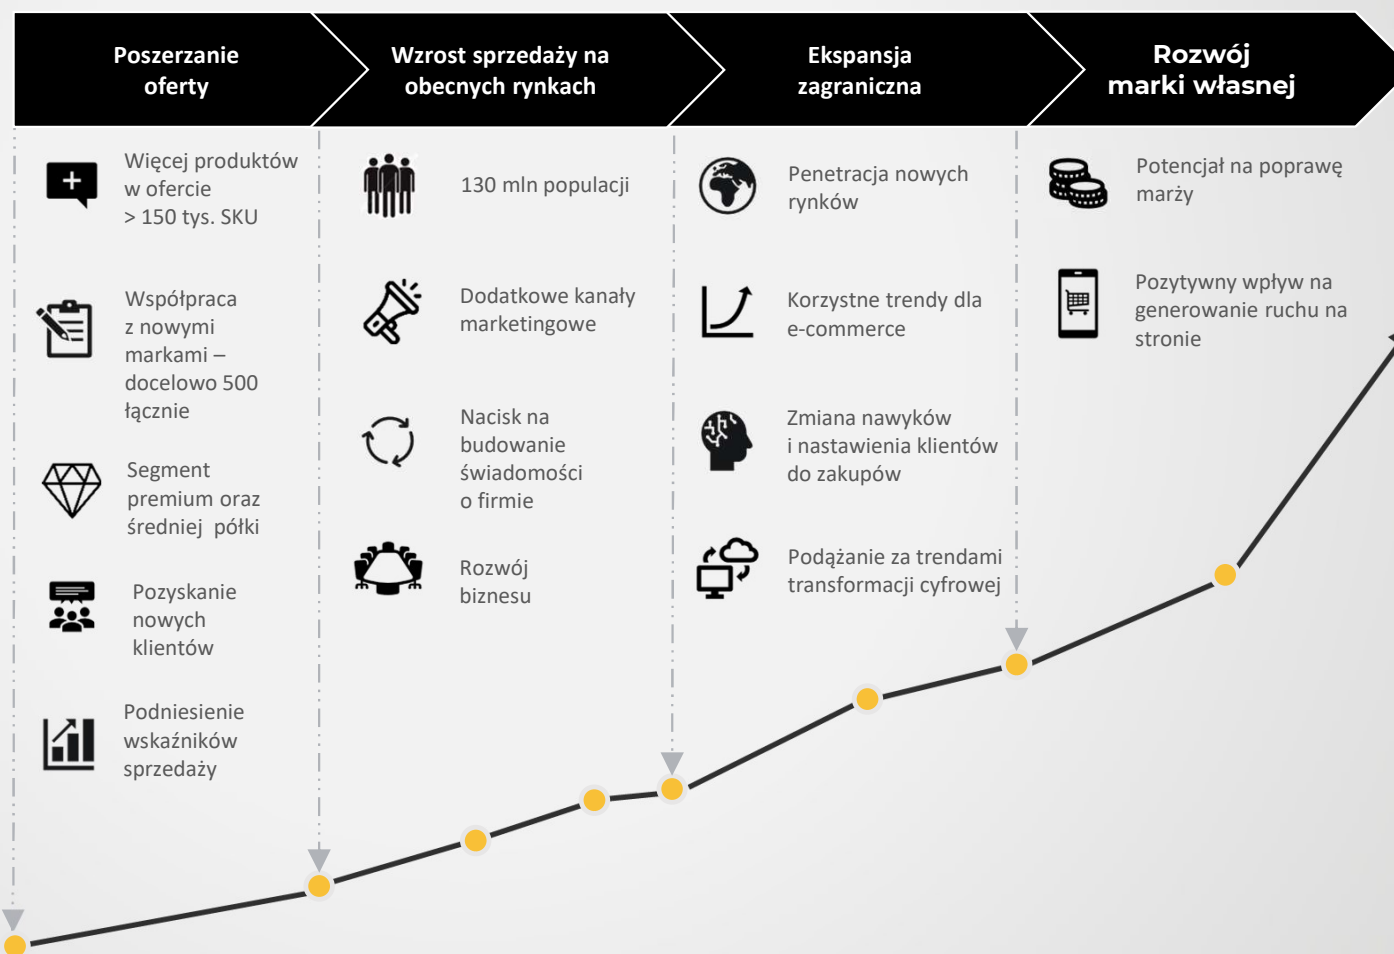 Poszerzanie
oferty
Wzrost sprzedaży na
obecnych rynkach
Ekspansja
zagraniczna
Rozwój
marki własnej
Więcej produktów
w ofercie
> 150 tys. SKU
Współpraca
z nowymi
markami –
docelowo 500
łącznie
Segment
premium oraz
średniej półki
Pozyskanie
nowych
klientów
Podniesienie
wskaźników
sprzedaży
130 mln populacji
Dodatkowe kanały
marketingowe
Nacisk na
budowanie
świadomości
o firmie
Rozwój
biznesu
Penetracja nowych
rynków
Korzystne trendy dla
e-commerce
Zmiana nawyków
i nastawienia klientów
do zakupów
Podążanie za trendami
transformacji cyfrowej
Potencjał na poprawę
marży
Pozytywny wpływ na
generowanie ruchu na
stronie